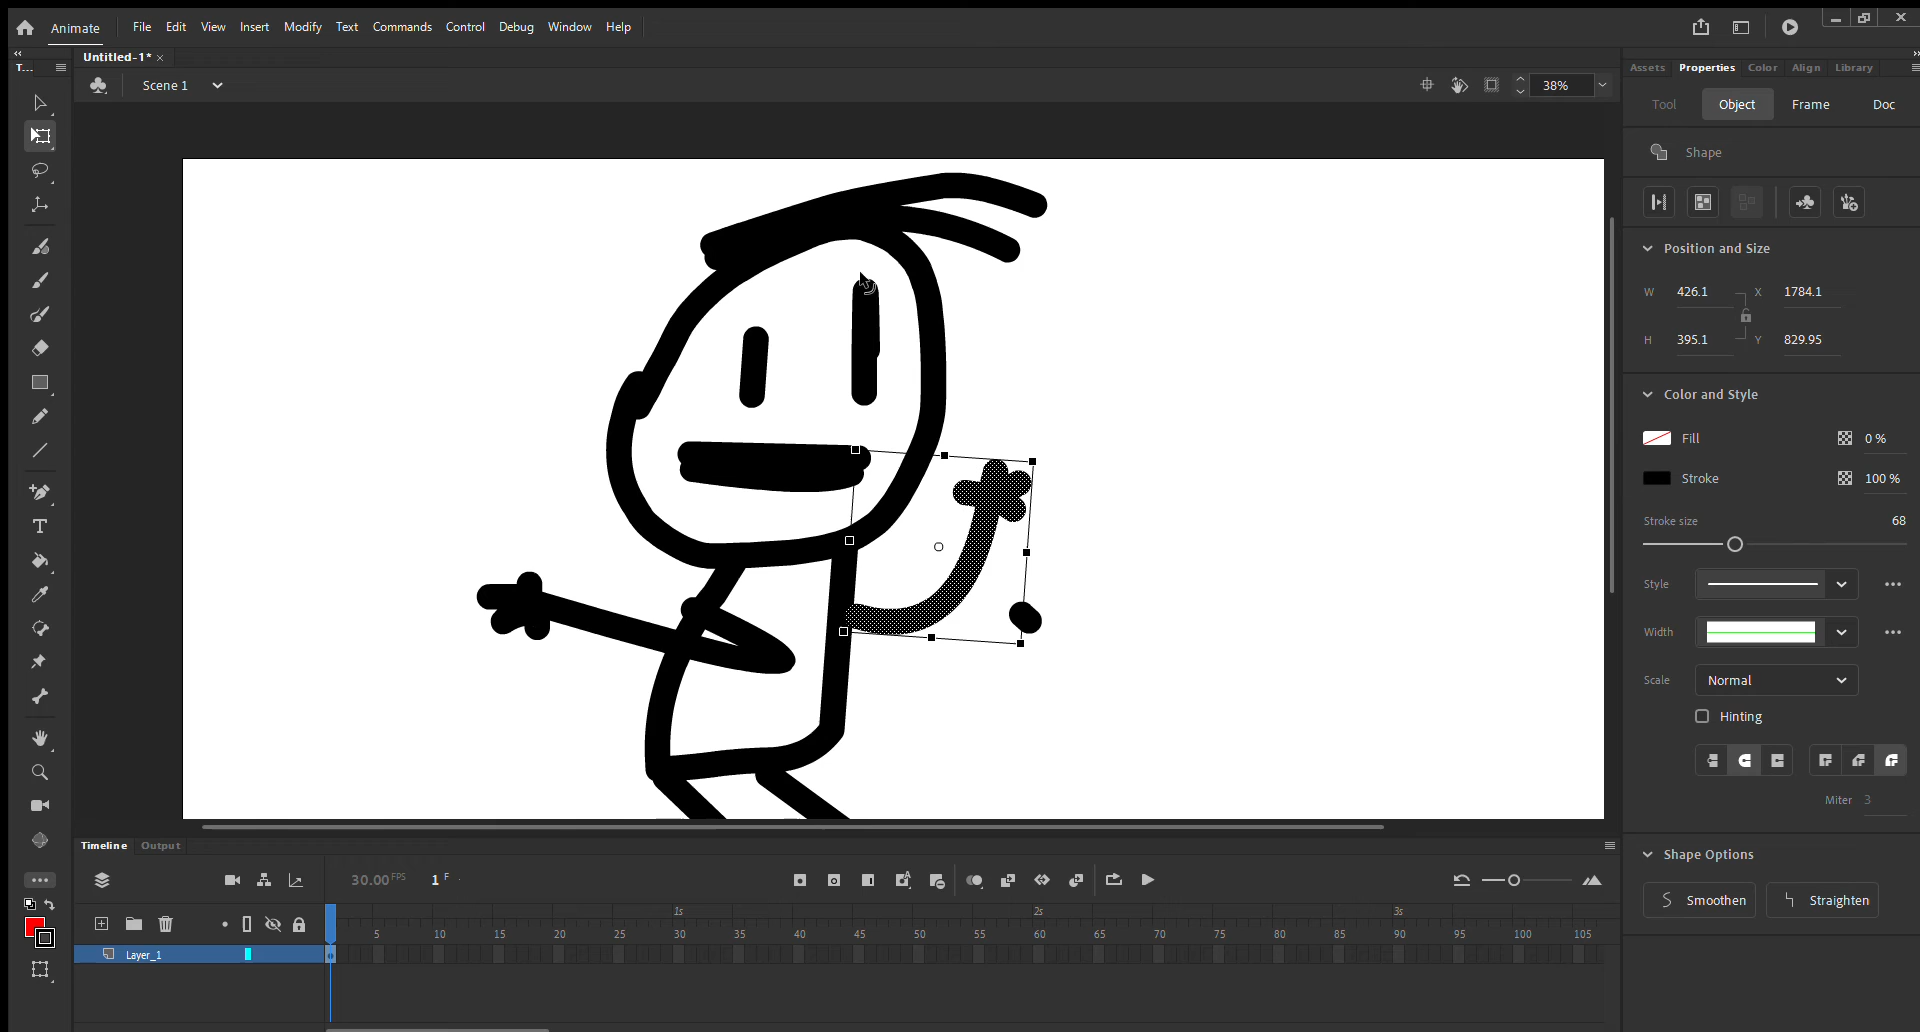 Animate File Edit View Insert Modify Text Commands Control Debug Window Help
Untitled-1* ×
T...
Scene 1
38%
Assets Properties Color Align Library
Tool Object Frame Doc
Shape
Position and Size
W 426.1 X 1784.1
H 395.1 Y 829.95
Color and Style
Fill 0 %
Stroke 100 %
Stroke size 68
Style
Width
Scale Normal
Hinting
Miter 3
Shape Options
Smoothen Straighten
Timeline Output
30.00 FPS 1 F
1s 2s 3s
5 10 15 20 25 30 35 40 45 50 55 60 65 70 75 80 85 90 95 100 105
Layer_1